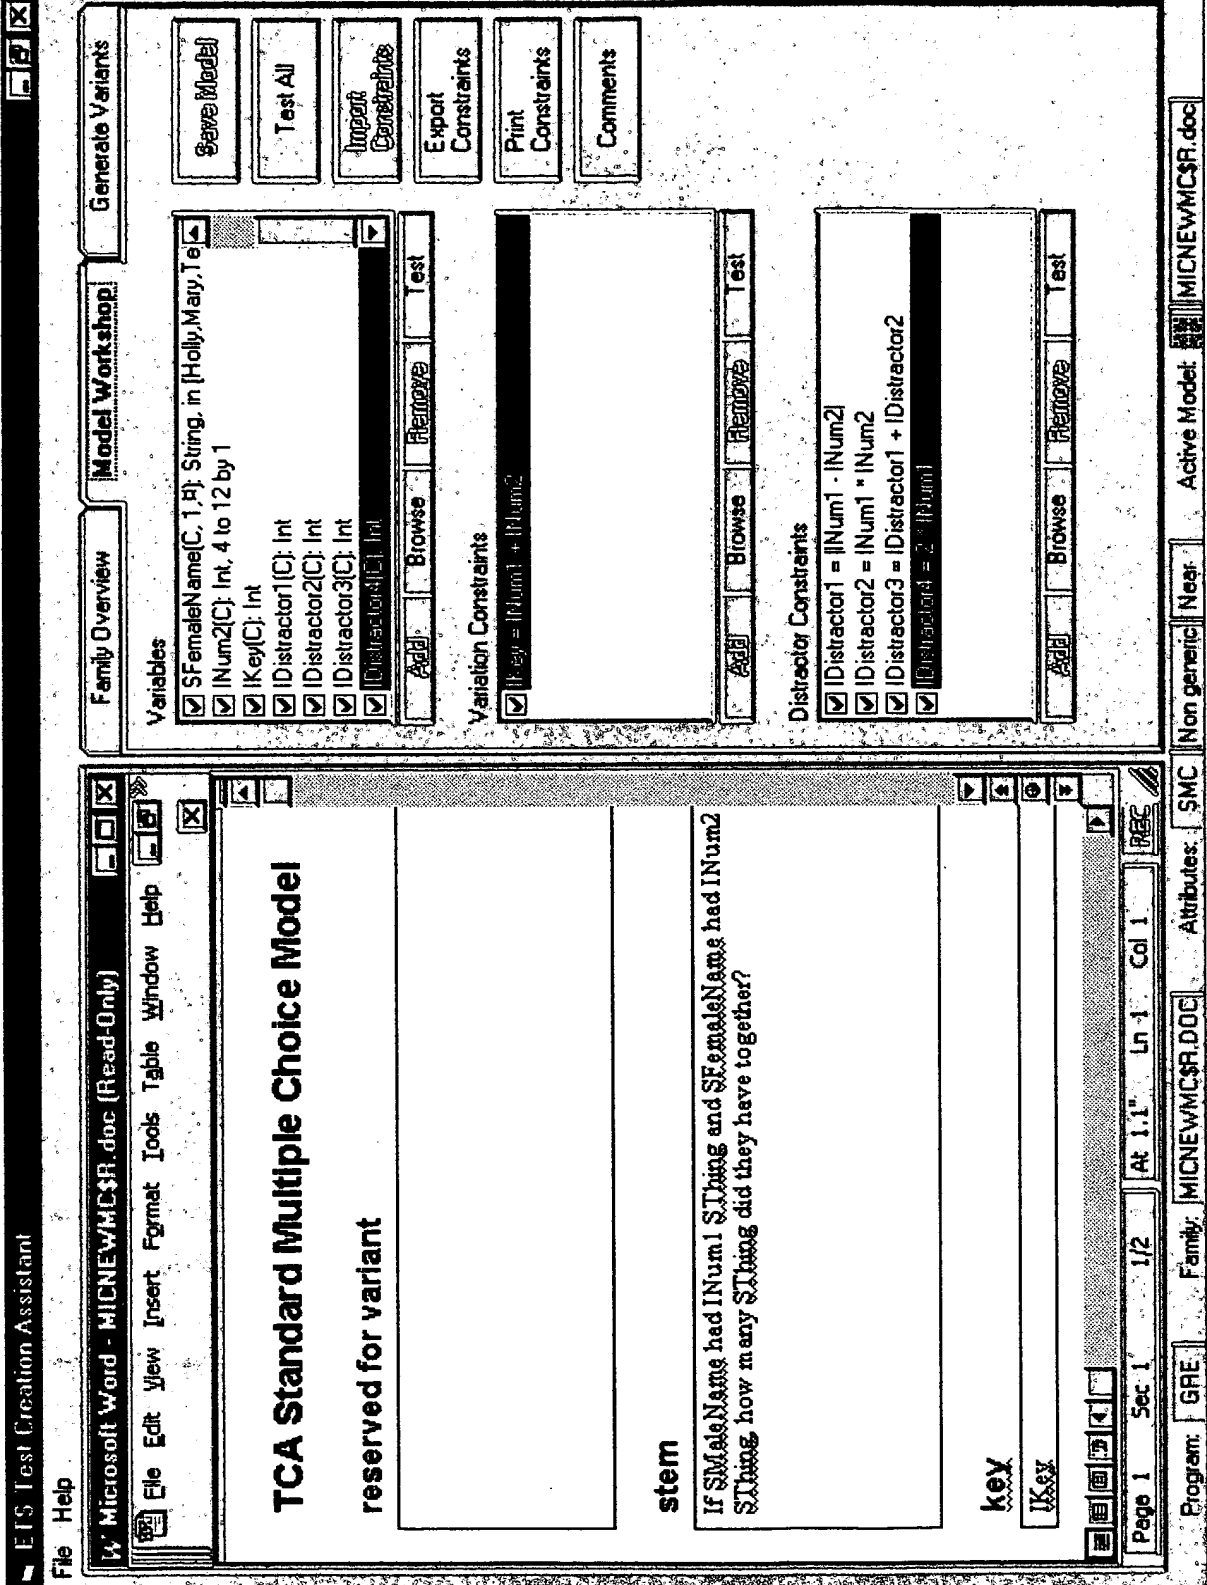 ETS Test Creation Assistant
File Help
W Microsoft Word - MICNEWMC$R.doc (Read-Only)
File Edit View Insert Format Tools Table Window Help
TCA Standard Multiple Choice Model
reserved for variant
stem
If SMaleName had INum1 SThing and SFemaleName had INum2
SThing, how many SThing did they have together?
key
IKey
Page 1 Sec 1 1/2 At 1.1" Ln 1 Col 1 REC
Family Overview Model Workshop Generate Variants
Variables
SFemaleName(C, 1,¤): String, in [Holly,Mary,Te
INum2(C): Int, 4 to 12 by 1
IKey(C): Int
IDistractor1(C): Int
IDistractor2(C): Int
IDistractor3(C): Int
IDistractor4(C): Int
Add Browse Remove Test
Variation Constraints
IKey = INum1 + INum2
Add Browse Remove Test
Distractor Constraints
IDistractor1 = |INum1 - INum2|
IDistractor2 = INum1 * INum2
IDistractor3 = IDistractor1 + IDistractor2
IDistractor4 = 2 * INum1
Add Browse Remove Test
Save Model
Test All
Import
Constraints
Export
Constraints
Print
Constraints
Comments
Program: GRE Family: MICNEWMC$R.DOC Attributes: SMC Non generic Near Active Model: MICNEWMC$R.doc